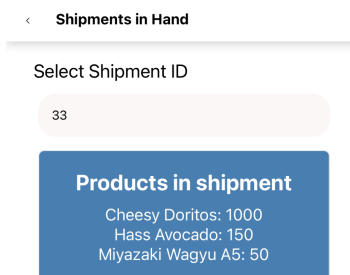 ‹ Shipments in Hand
Select Shipment ID
33
Products in shipment
Cheesy Doritos: 1000
Hass Avocado: 150
Miyazaki Wagyu A5: 50